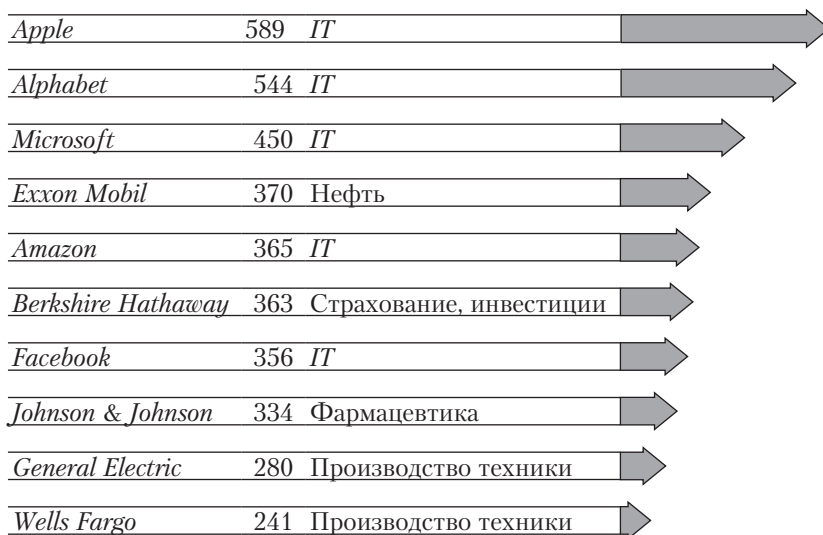 Apple 589 IT
Alphabet 544 IT
Microsoft 450 IT
Exxon Mobil 370 Нефть
Amazon 365 IT
Berkshire Hathaway 363 Страхование, инвестиции
Facebook 356 IT
Johnson & Johnson 334 Фармацевтика
General Electric 280 Производство техники
Wells Fargo 241 Производство техники